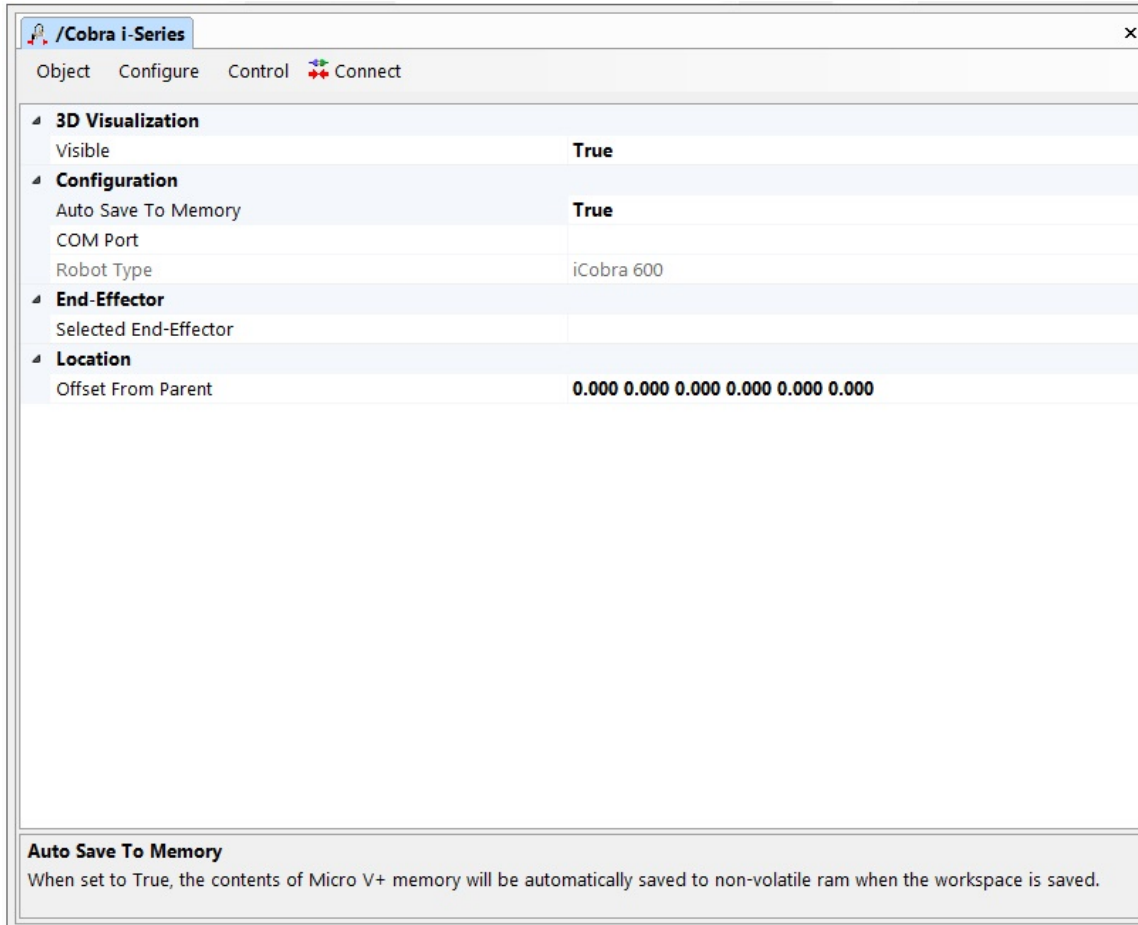 /Cobra i-Series
Object Configure Control Connect
3D Visualization
Visible True
Configuration
Auto Save To Memory True
COM Port
Robot Type iCobra 600
End-Effector
Selected End-Effector
Location
Offset From Parent 0.000 0.000 0.000 0.000 0.000 0.000
Auto Save To Memory
When set to True, the contents of Micro V+ memory will be automatically saved to non-volatile ram when the workspace is saved.